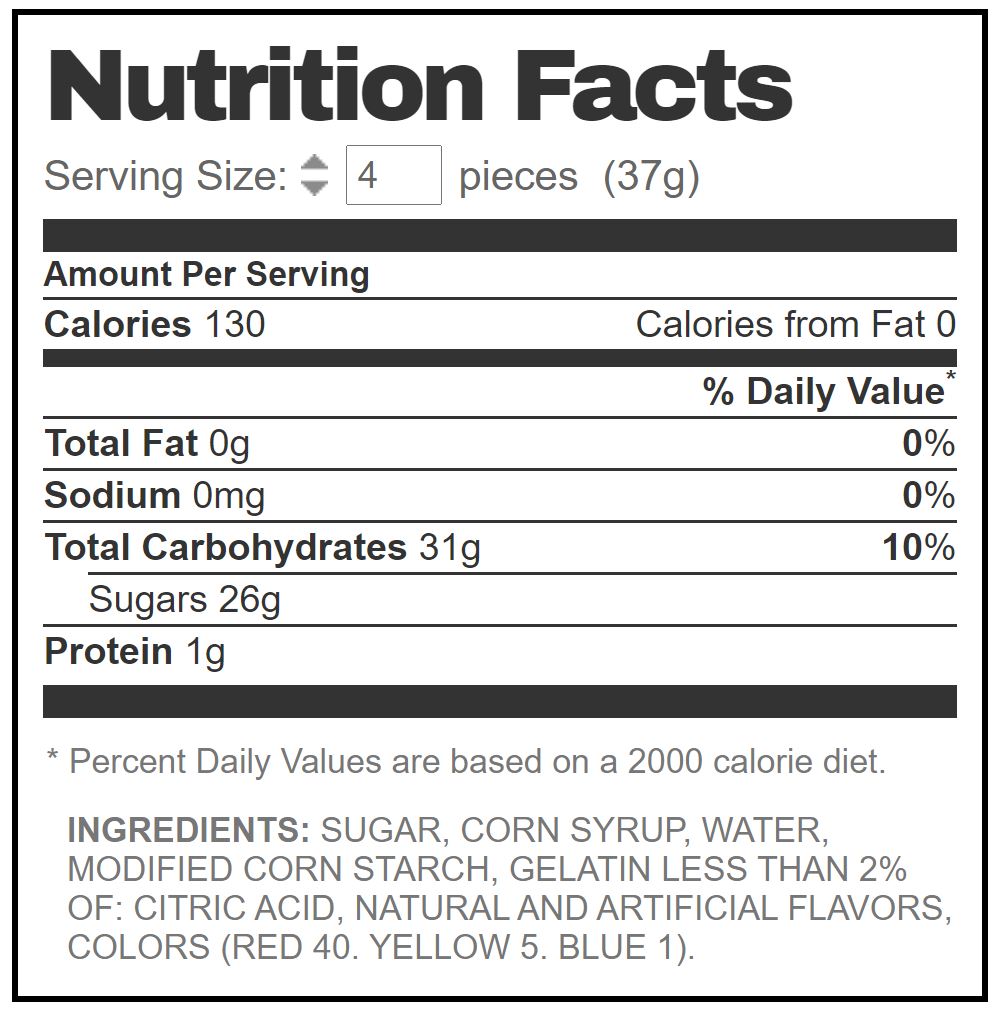 Nutrition Facts
Serving Size: 4 pieces (37g)
Amount Per Serving
Calories 130 Calories from Fat 0
% Daily Value*
Total Fat 0g 0%
Sodium 0mg 0%
Total Carbohydrates 31g 10%
Sugars 26g
Protein 1g
* Percent Daily Values are based on a 2000 calorie diet.
INGREDIENTS: SUGAR, CORN SYRUP, WATER,
MODIFIED CORN STARCH, GELATIN LESS THAN 2%
OF: CITRIC ACID, NATURAL AND ARTIFICIAL FLAVORS,
COLORS (RED 40. YELLOW 5. BLUE 1).